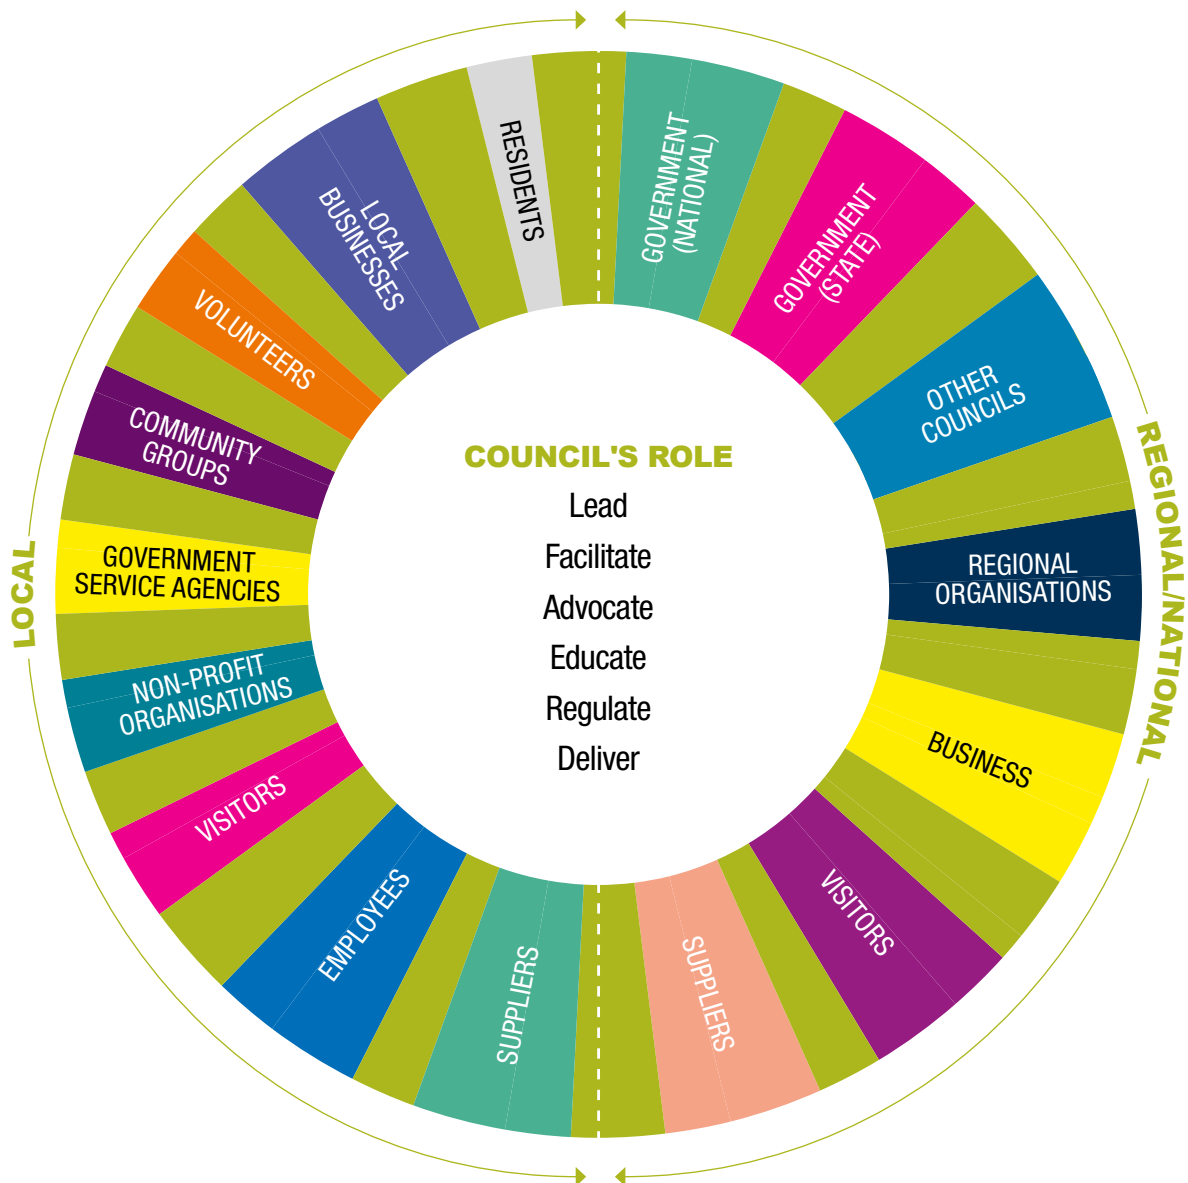 COUNCIL'S ROLE
Lead
Facilitate
Advocate
Educate
Regulate
Deliver
GOVERNMENT
(NATIONAL)
GOVERNMENT
(STATE)
OTHER
COUNCILS
REGIONAL
ORGANISATIONS
BUSINESS
VISITORS
SUPPLIERS
REGIONAL/NATIONAL
SUPPLIERS
EMPLOYEES
VISITORS
NON-PROFIT
ORGANISATIONS
GOVERNMENT
SERVICE AGENCIES
COMMUNITY
GROUPS
VOLUNTEERS
LOCAL
BUSINESSES
RESIDENTS
LOCAL